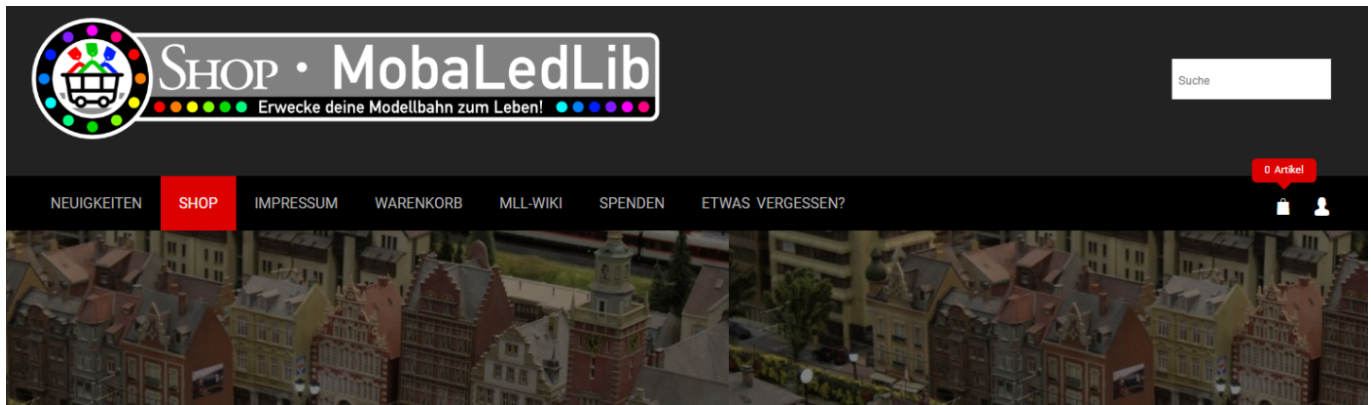 SHOP · MobaLedLib
Erwecke deine Modellbahn zum Leben!
Suche
0 Artikel
NEUIGKEITEN SHOP IMPRESSUM WARENKORB MLL-WIKI SPENDEN ETWAS VERGESSEN?